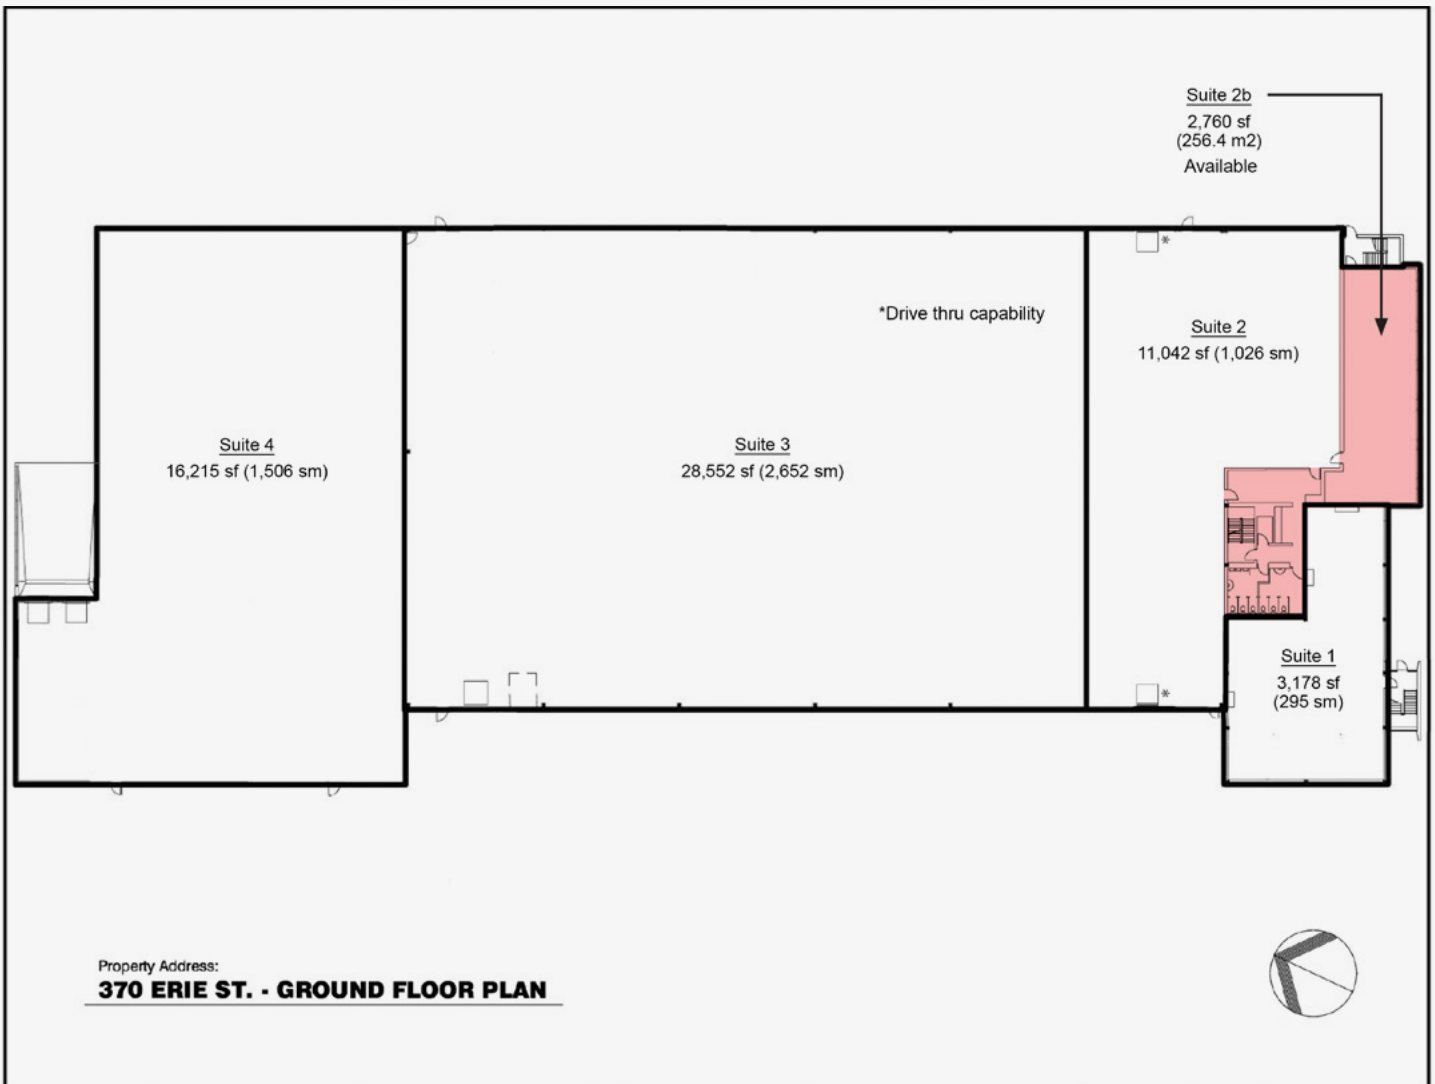 Suite 2b
2,760 sf
(256.4 m2)
Available
*
*Drive thru capability
Suite 2
11,042 sf (1,026 sm)
Suite 4
16,215 sf (1,506 sm)
Suite 3
28,552 sf (2,652 sm)
Suite 1
3,178 sf
(295 sm)
*
Property Address:
370 ERIE ST. - GROUND FLOOR PLAN